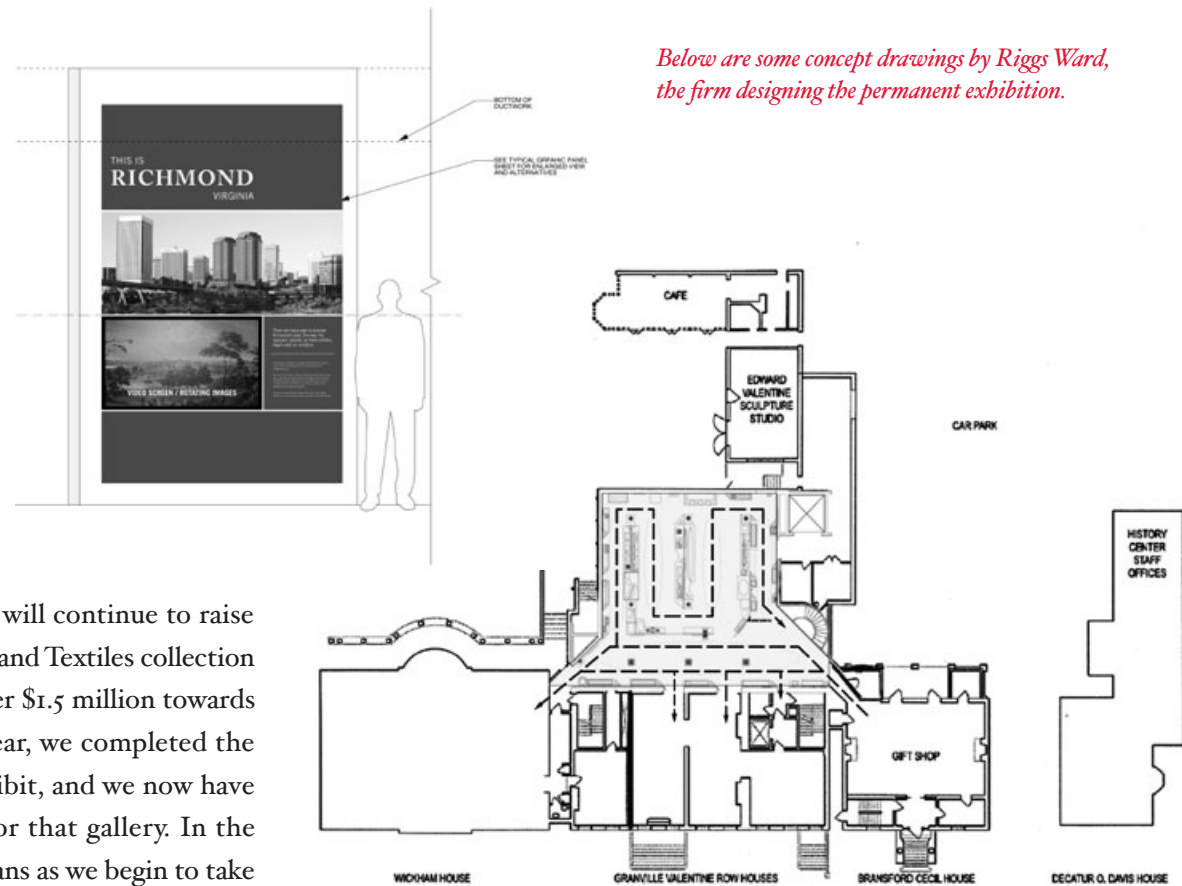 Below are some concept drawings by Riggs Ward,
the firm designing the permanent exhibition.
BOTTOM OF
DUCTWORK
SEE TYPICAL GRPAHIC PANEL
SHEET FOR ENLARGED VIEW
AND ALTERNATIVES
THIS IS
RICHMOND
VIRGINIA
VIDEO SCREEN / ROTATING IMAGES
CAFE
EDWARD
VALENTINE
SCULPTURE
STUDIO
CAR PARK
HISTORY
CENTER
STAFF
OFFICES
GIFT SHOP
WICKHAM HOUSE
GRANVILLE VALENTINE ROW HOUSES
BRANSFORD CECIL HOUSE
DECATUR O. DAVIS HOUSE
will continue to raise
and Textiles collection
er $1.5 million towards
ear, we completed the
ibit, and we now have
or that gallery. In the
ans as we begin to take